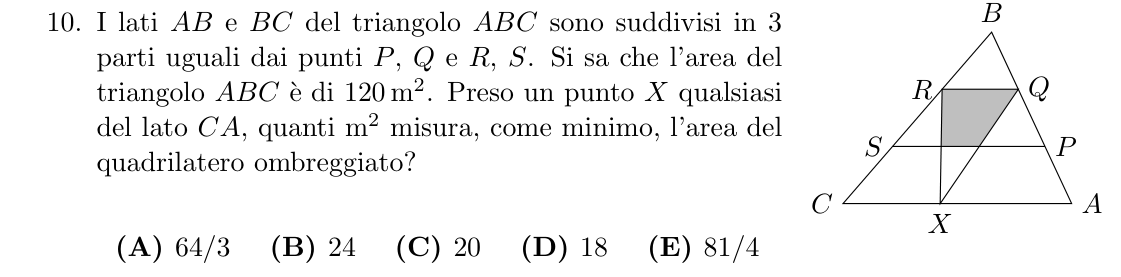 10. I lati AB e BC del triangolo ABC sono suddivisi in 3
parti uguali dai punti P, Q e R, S. Si sa che l'area del
triangolo ABC è di 120 m². Preso un punto X qualsiasi
del lato CA, quanti m² misura, come minimo, l'area del
quadrilatero ombreggiato?
(A) 64/3 (B) 24 (C) 20 (D) 18 (E) 81/4
B
R
Q
S
P
C
A
X